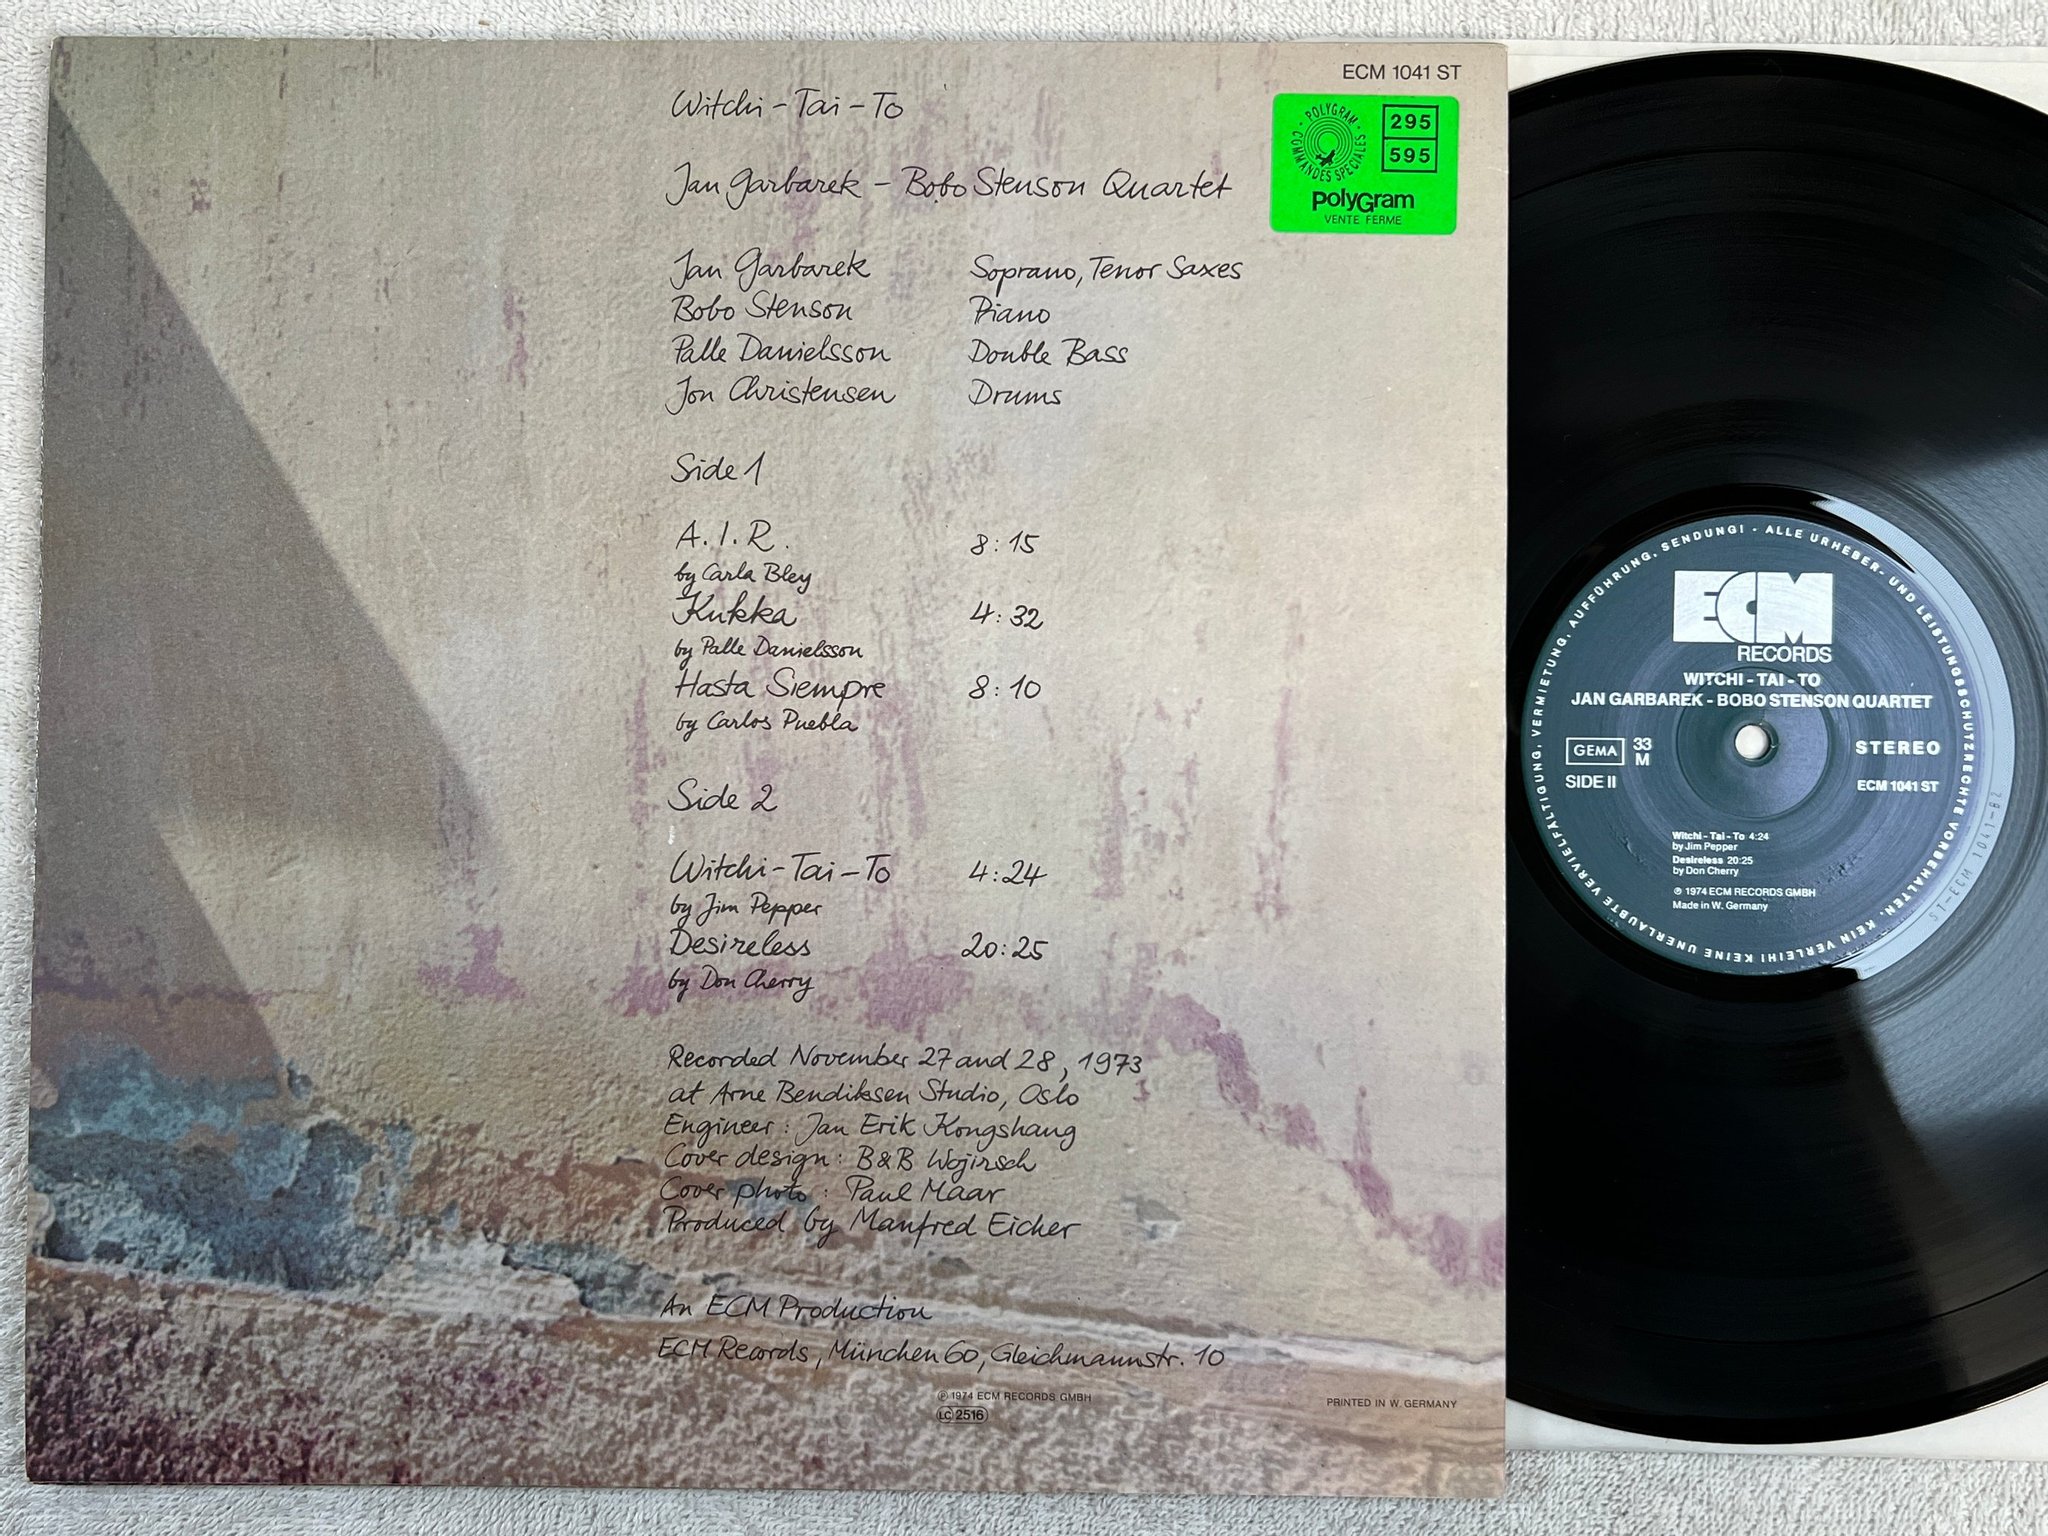 ECM 1041 ST
POLYGRAM · COMMANDES SPECIALES ·
295
595
PolyGram
VENTE FERME
Witchi - Tai - To
Jan Garbarek - Bobo Stenson Quartet
Jan Garbarek Soprano, Tenor Saxes
Bobo Stenson Piano
Palle Danielsson Double Bass
Jon Christensen Drums
Side 1
A.I.R. 8:15
by Carla Bley
Kukka 4:32
by Palle Danielsson
Hasta Siempre 8:10
by Carlos Puebla
Side 2
Witchi-Tai-To 4:24
by Jim Pepper
Desireless 20:25
by Don Cherry
Recorded November 27 and 28, 1973
at Arne Bendiksen Studio, Oslo
Engineer: Jan Erik Kongshaug
Cover design: B&B Wojirsch
Cover photo: Paul Maar
Produced by Manfred Eicher
An ECM Production
ECM Records, München 60, Gleichmannstr. 10
℗ 1974 ECM RECORDS GMBH
LC 2516
PRINTED IN W. GERMANY
ALLE URHEBER- UND LEISTUNGSSCHUTZRECHTE VORBEHALTEN. KEIN VERLEIH! KEINE UNERLAUBTE VERVIELFÄLTIGUNG, VERMIETUNG, AUFFÜHRUNG, SENDUNG! -
ECM
RECORDS
WITCHI - TAI - TO
JAN GARBAREK - BOBO STENSON QUARTET
GEMA 33 STEREO
M
SIDE II ECM 1041 ST
Witchi - Tai - To 4:24
by Jim Pepper
Desireless 20:25
by Don Cherry
℗ 1974 ECM RECORDS GMBH
Made in W. Germany
ST-ECM 1041-B2